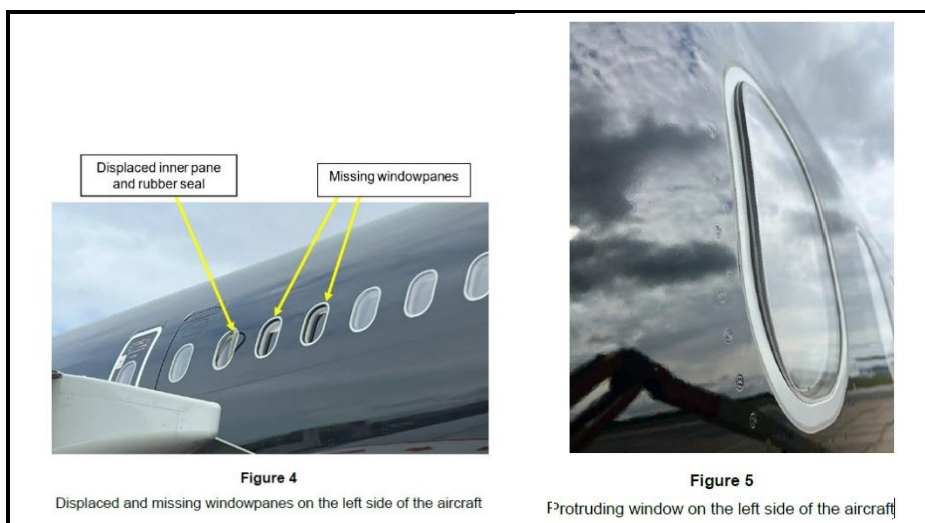 Displaced inner pane
and rubber seal
Missing windowpanes
Figure 4
Displaced and missing windowpanes on the left side of the aircraft
Figure 5
Protruding window on the left side of the aircraft